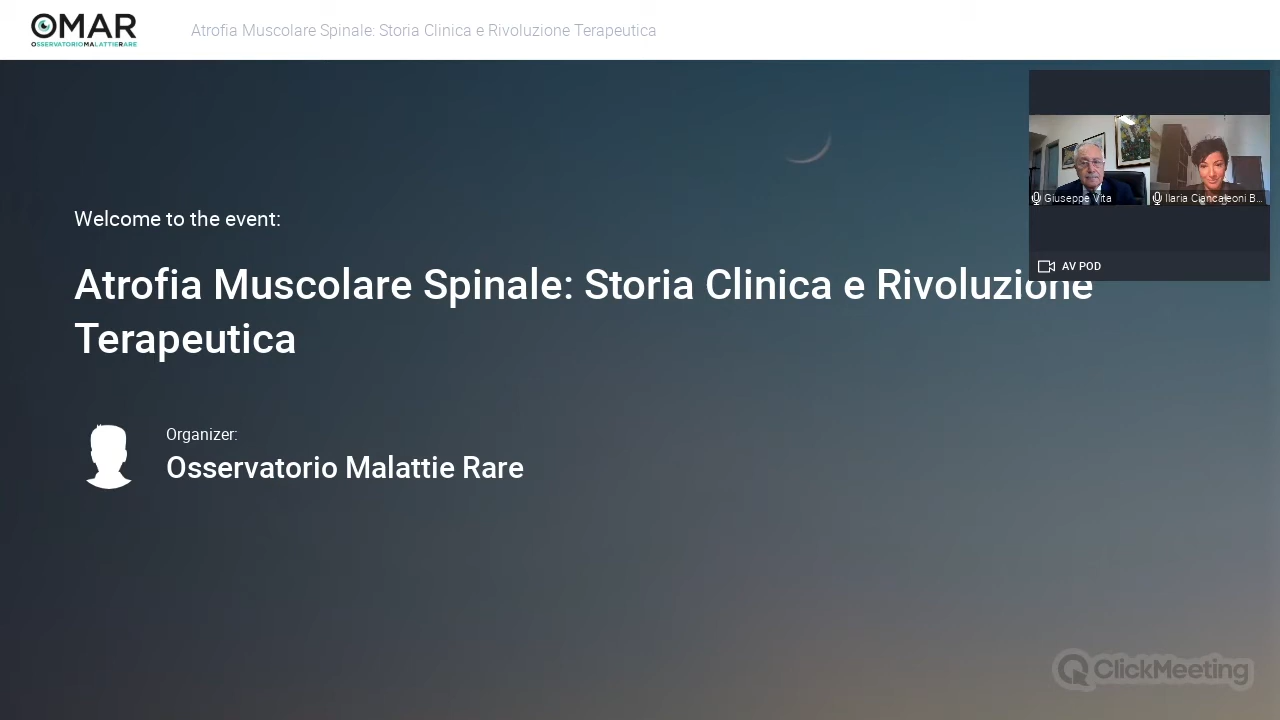 OMAR
OSSERVATORIOMALATTIERARE
Atrofia Muscolare Spinale: Storia Clinica e Rivoluzione Terapeutica
Giuseppe Vita
Ilaria Ciancaleoni B...
AV POD
Welcome to the event:
Atrofia Muscolare Spinale: Storia Clinica e Rivoluzione
Terapeutica
Organizer:
Osservatorio Malattie Rare
ClickMeeting